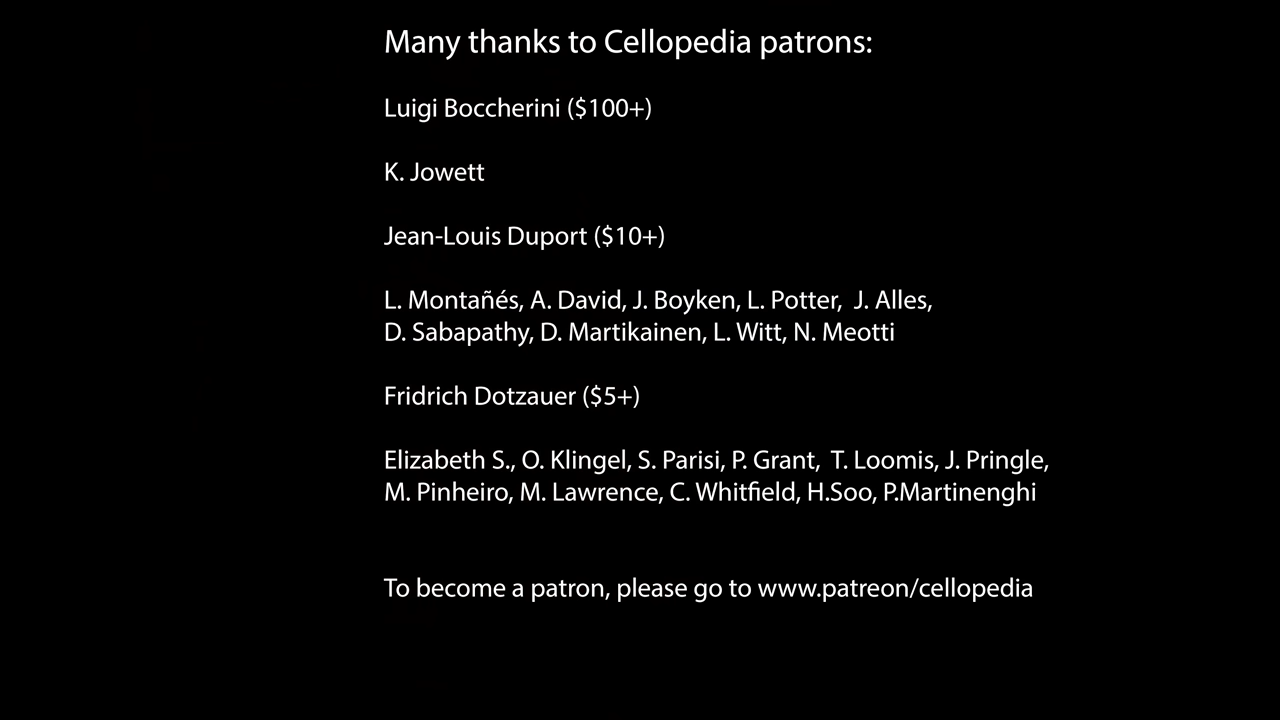 Many thanks to Cellopedia patrons:
Luigi Boccherini ($100+)
K. Jowett
Jean-Louis Duport ($10+)
L. Montañés, A. David, J. Boyken, L. Potter,  J. Alles,
D. Sabapathy, D. Martikainen, L. Witt, N. Meotti
Fridrich Dotzauer ($5+)
Elizabeth S., O. Klingel, S. Parisi, P. Grant,  T. Loomis, J. Pringle,
M. Pinheiro, M. Lawrence, C. Whitfield, H.Soo, P.Martinenghi
To become a patron, please go to www.patreon/cellopedia